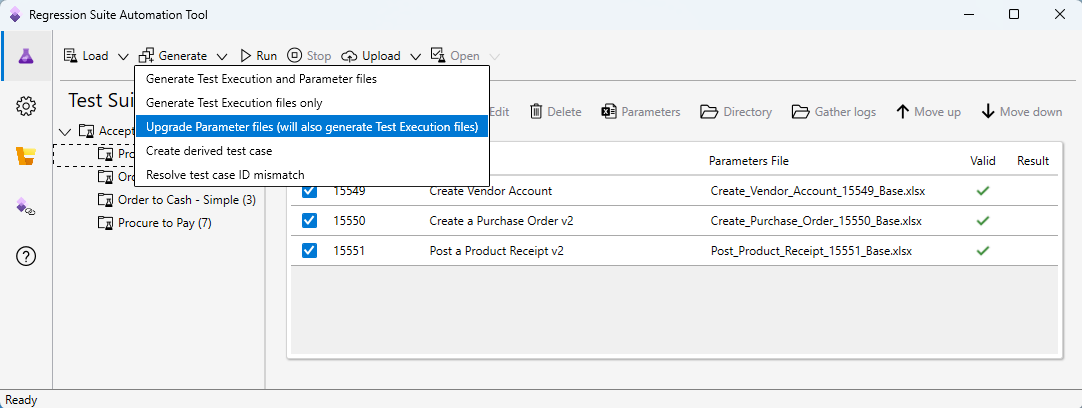 Regression Suite Automation Tool
Load Generate Run Stop Upload Open
Generate Test Execution and Parameter files
Generate Test Execution files only
Upgrade Parameter files (will also generate Test Execution files)
Create derived test case
Resolve test case ID mismatch
Test Sui
Edit Delete Parameters Directory Gather logs Move up Move down
Accept
Pro
Ord
Order to Cash - Simple (3)
Procure to Pay (7)
Parameters File Valid Result
15549 Create Vendor Account Create_Vendor_Account_15549_Base.xlsx
15550 Create a Purchase Order v2 Create_Purchase_Order_15550_Base.xlsx
15551 Post a Product Receipt v2 Post_Product_Receipt_15551_Base.xlsx
Ready